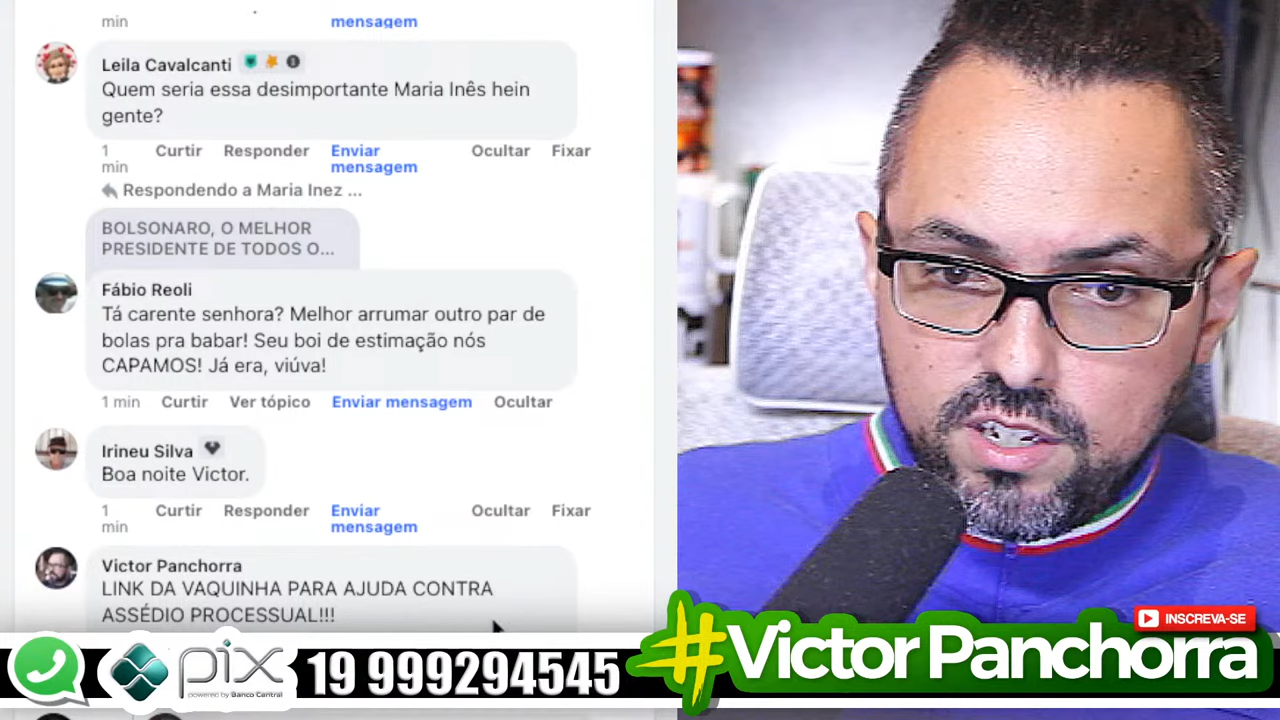 min
mensagem
Leila Cavalcanti
Quem seria essa desimportante Maria Inês hein
gente?
1
min
Curtir
Responder
Enviar
mensagem
Ocultar
Fixar
Respondendo a Maria Inez ...
BOLSONARO, O MELHOR
PRESIDENTE DE TODOS O...
Fábio Reoli
Tá carente senhora? Melhor arrumar outro par de
bolas pra babar! Seu boi de estimação nós
CAPAMOS! Já era, viúva!
1 min Curtir Ver tópico Enviar mensagem Ocultar
Irineu Silva
Boa noite Victor.
1
min
Curtir
Responder
Enviar
mensagem
Ocultar
Fixar
Victor Panchorra
LINK DA VAQUINHA PARA AJUDA CONTRA
ASSÉDIO PROCESSUAL!!!
INSCREVA-SE
pix
powered by Banco Central
19 999294545
#Victor Panchorra